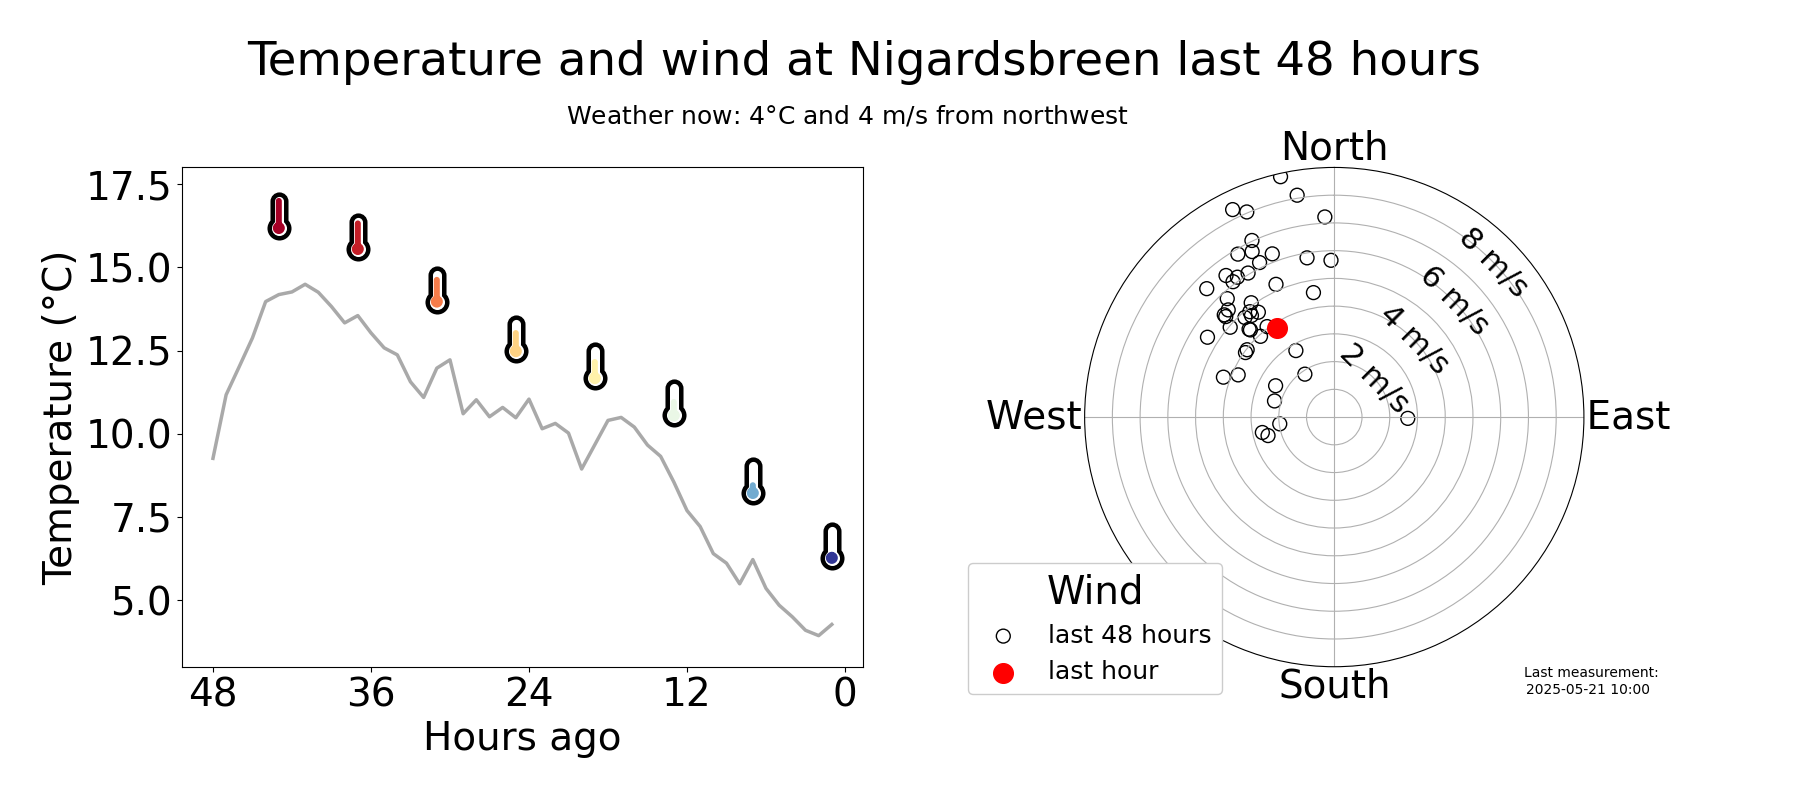 Temperature and wind at Nigardsbreen last 48 hours
Weather now: 4°C and 4 m/s from northwest
Temperature (°C)
17.5
15.0
12.5
10.0
7.5
5.0
48
36
24
12
0
Hours ago
North
West
East
South
8 m/s
6 m/s
4 m/s
2 m/s
Wind
last 48 hours
last hour
Last measurement:
2025-05-21 10:00